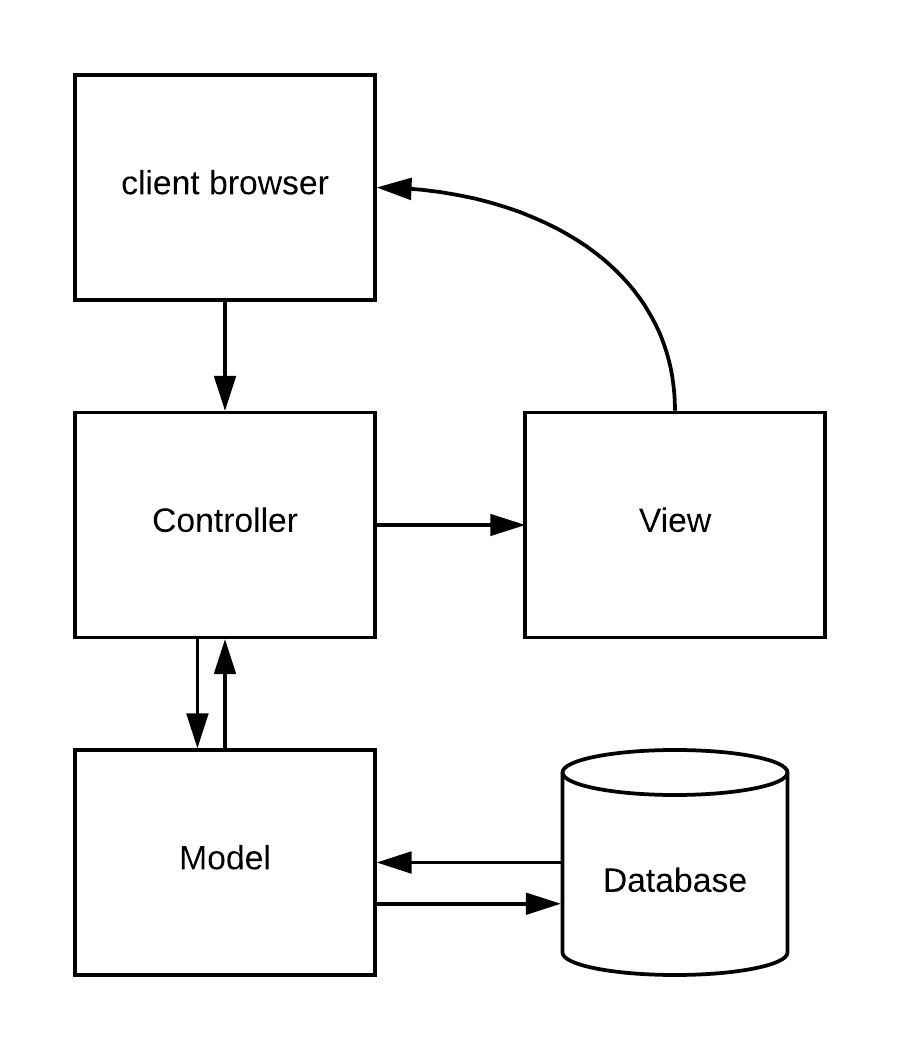 client browser
Controller
View
Model
Database